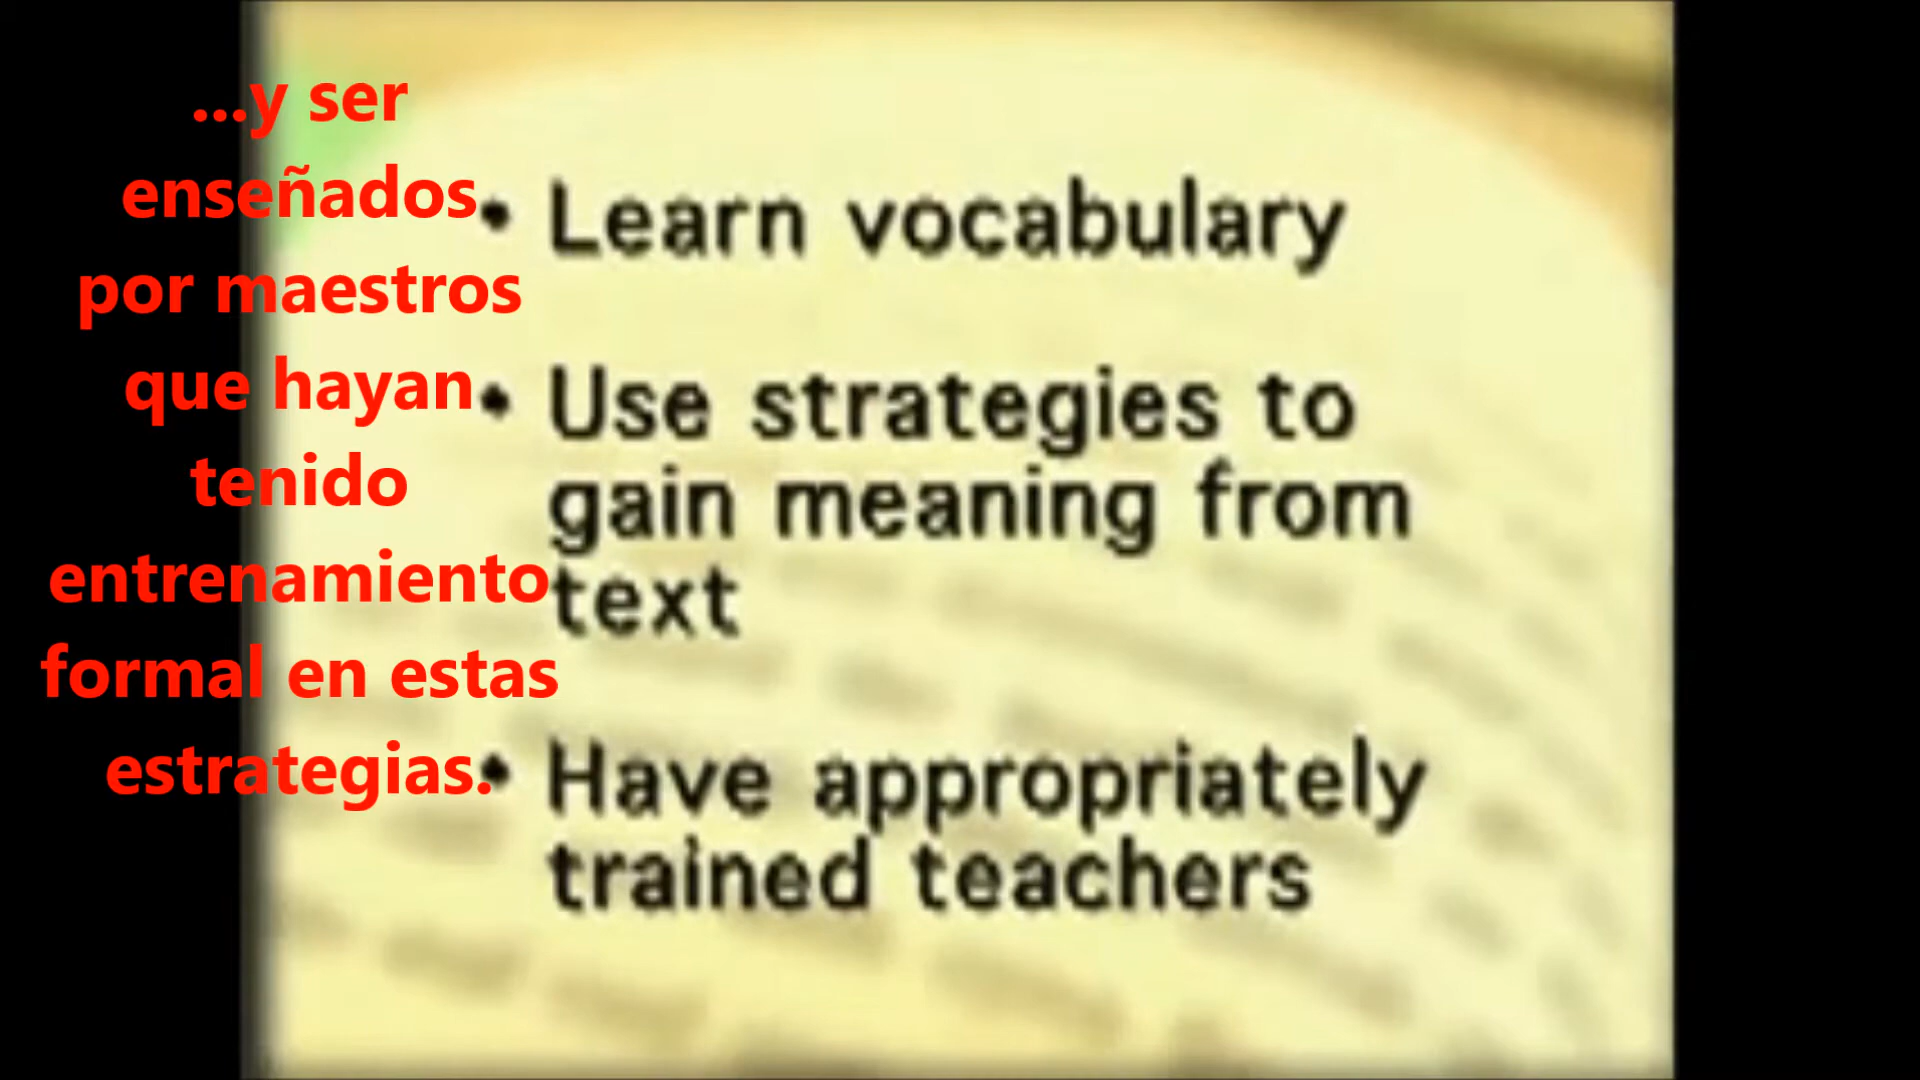 ...y ser
enseñados
por maestros
que hayan
tenido
entrenamiento
formal en estas
estrategias.
• Learn vocabulary
• Use strategies to
gain meaning from
text
• Have appropriately
trained teachers